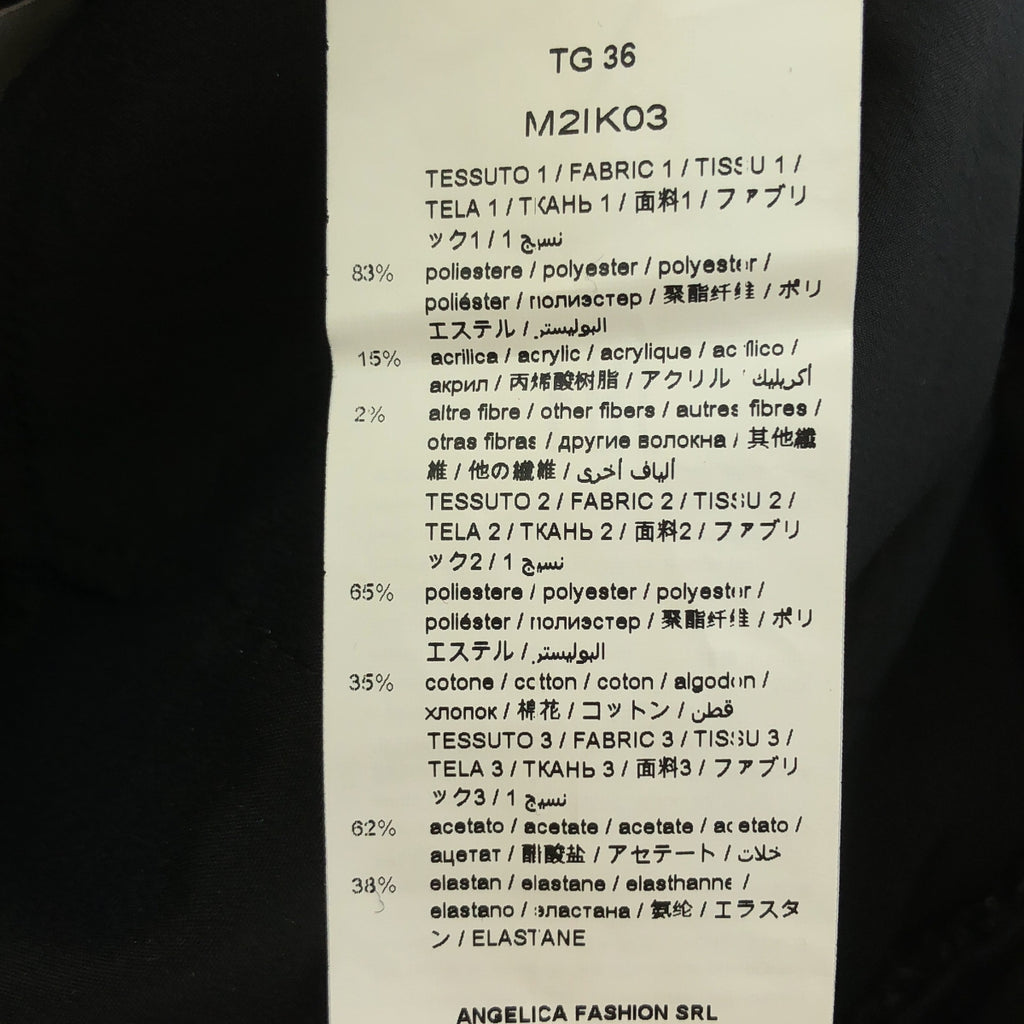 TG 36
M2IK03
TESSUTO 1 / FABRIC 1 / TISSU 1 /
TELA 1 / ТКАНЬ 1 / 面料1 / ファブリ
ック1 / 1 نسيج
83% poliestere / polyester / polyester /
poliéster / полиэстер / 聚酯纤维 / ポリ
エステル / البوليستر
15% acrilica / acrylic / acrylique / acrílico /
акрил / 丙烯酸树脂 / アクリル / أكريليك
2% altre fibre / other fibers / autres fibres /
otras fibras / другие волокна / 其他纖
維 / 他の繊維 / ألياف أخرى
TESSUTO 2 / FABRIC 2 / TISSU 2 /
TELA 2 / ТКАНЬ 2 / 面料2 / ファブリ
ック2 / 1 نسيج
65% poliestere / polyester / polyester /
poliéster / полиэстер / 聚酯纤维 / ポリ
エステル / البوليستر
35% cotone / cotton / coton / algodon /
хлопок / 棉花 / コットン / قطن
TESSUTO 3 / FABRIC 3 / TISSU 3 /
TELA 3 / ТКАНЬ 3 / 面料3 / ファブリ
ック3 / 1 نسيج
62% acetato / acetate / acetate / acetato /
ацетат / 醋酸盐 / アセテート / خلات
38% elastan / elastane / elasthanne /
elastano / эластана / 氨纶 / エラスタ
ン / ELASTANE
ANGELICA FASHION SRL